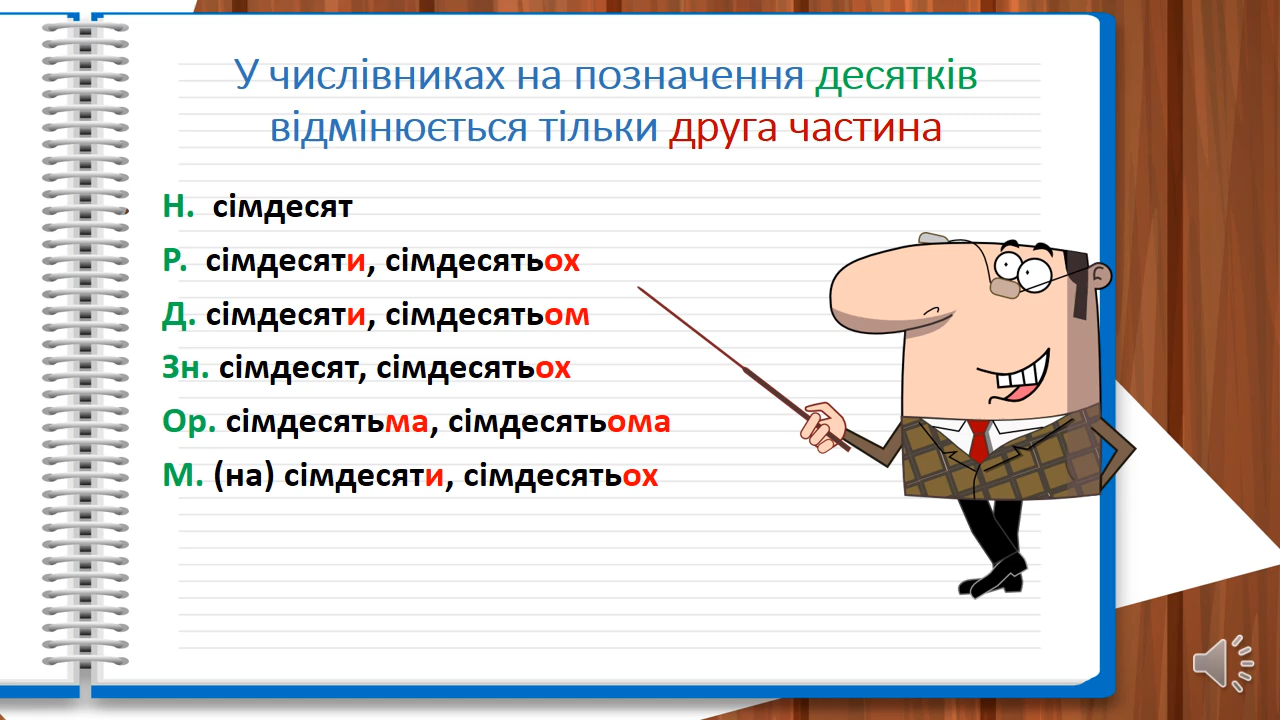 У числівниках на позначення десятків
відмінюється тільки друга частина
Н. сімдесят
Р. сімдесяти, сімдесятьох
Д. сімдесяти, сімдесятьом
Зн. сімдесят, сімдесятьох
Ор. сімдесятьма, сімдесятьома
М. (на) сімдесяти, сімдесятьох